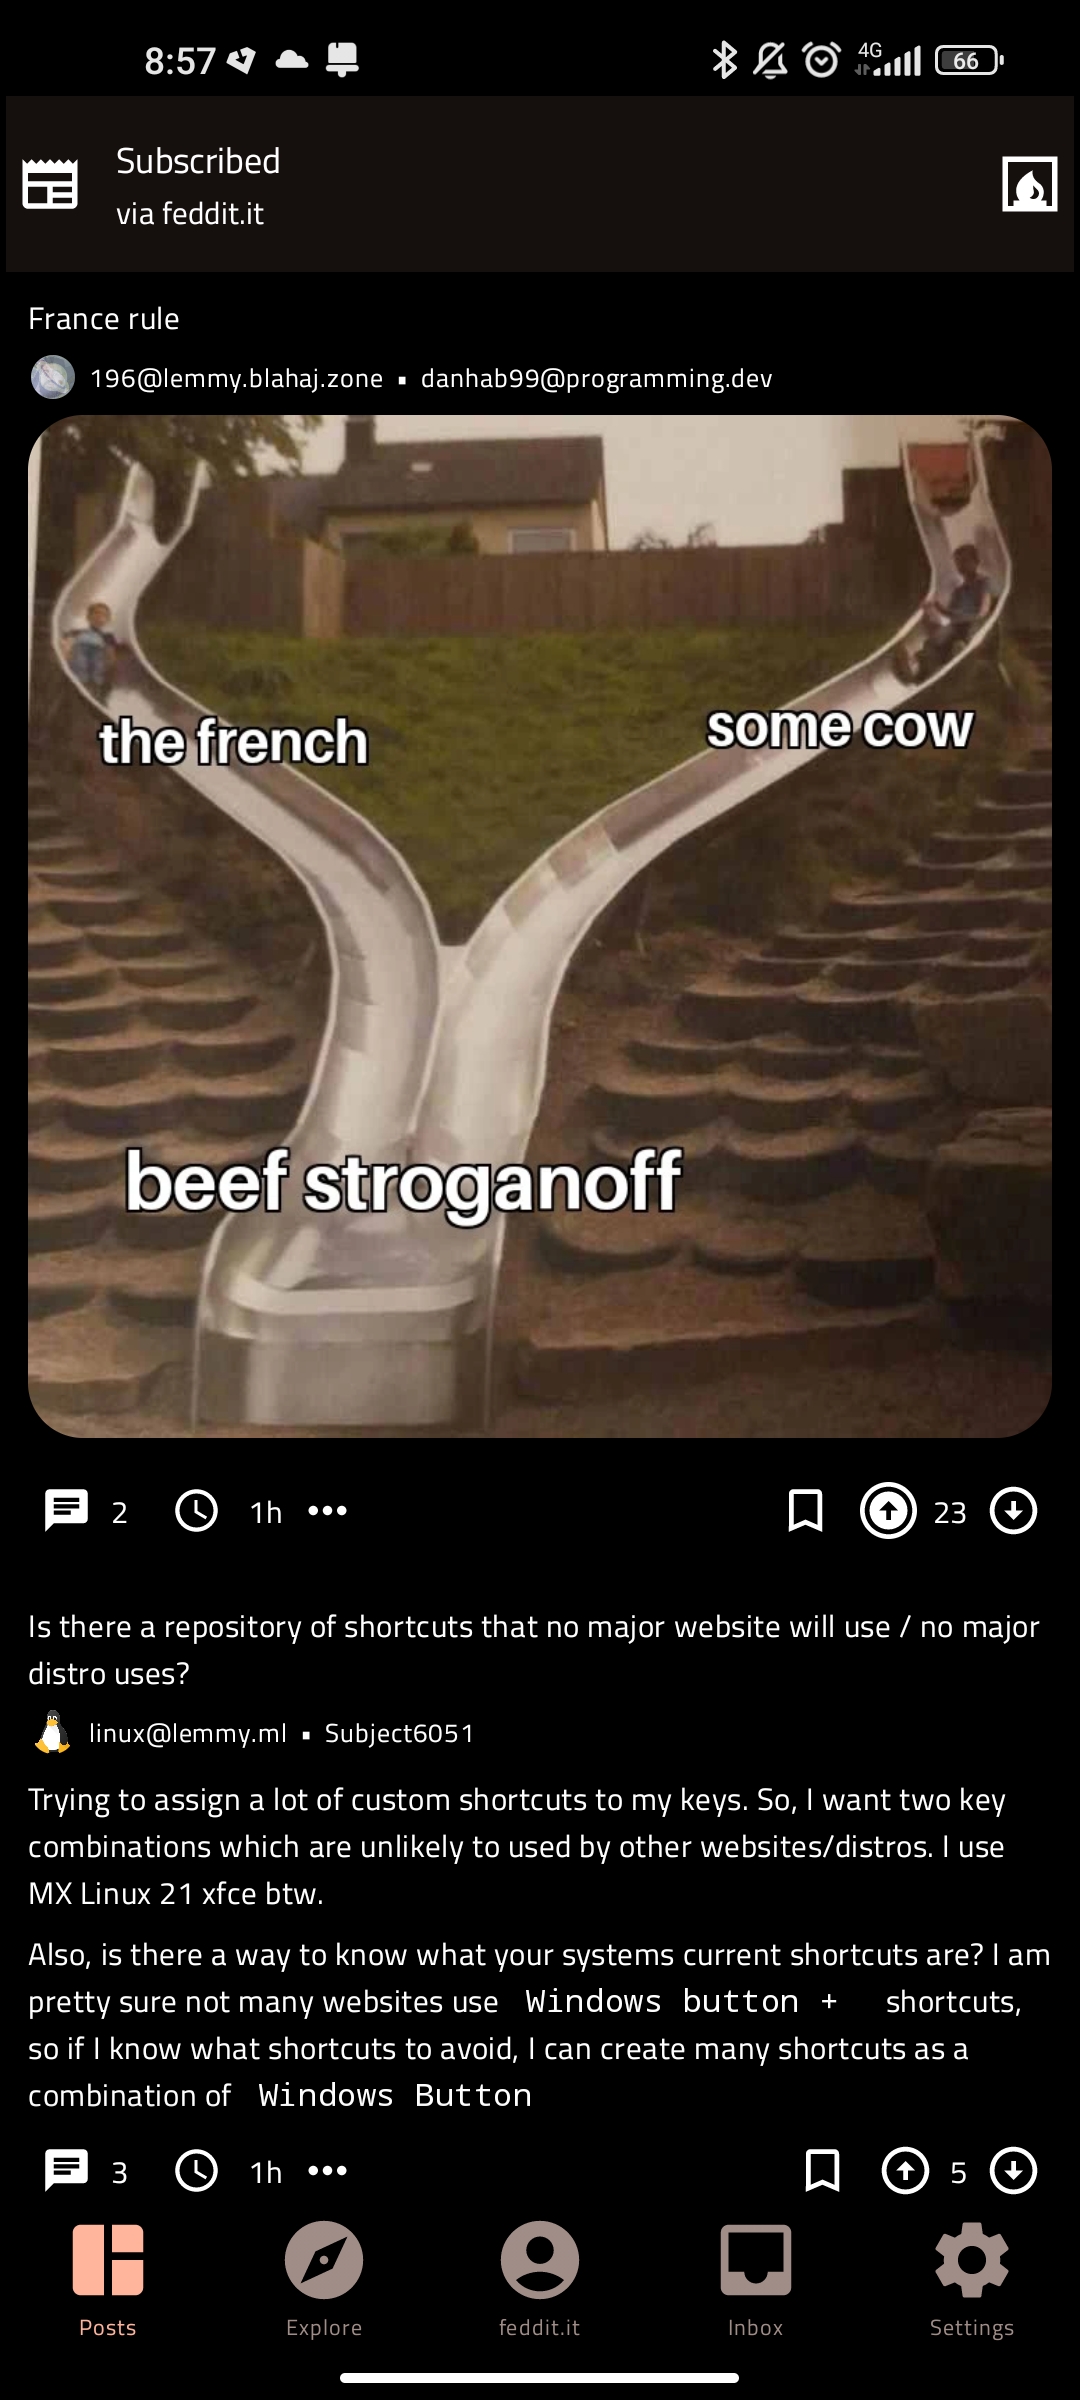 8:57
4G
66
Subscribed
via feddit.it
France rule
196@lemmy.blahaj.zone ▪ danhab99@programming.dev
the french
some cow
beef stroganoff
2
1h
23
Is there a repository of shortcuts that no major website will use / no major
distro uses?
linux@lemmy.ml ▪ Subject6051
Trying to assign a lot of custom shortcuts to my keys. So, I want two key
combinations which are unlikely to used by other websites/distros. I use
MX Linux 21 xfce btw.
Also, is there a way to know what your systems current shortcuts are? I am
pretty sure not many websites use Windows button + shortcuts,
so if I know what shortcuts to avoid, I can create many shortcuts as a
combination of Windows Button
3
1h
5
Posts
Explore
feddit.it
Inbox
Settings